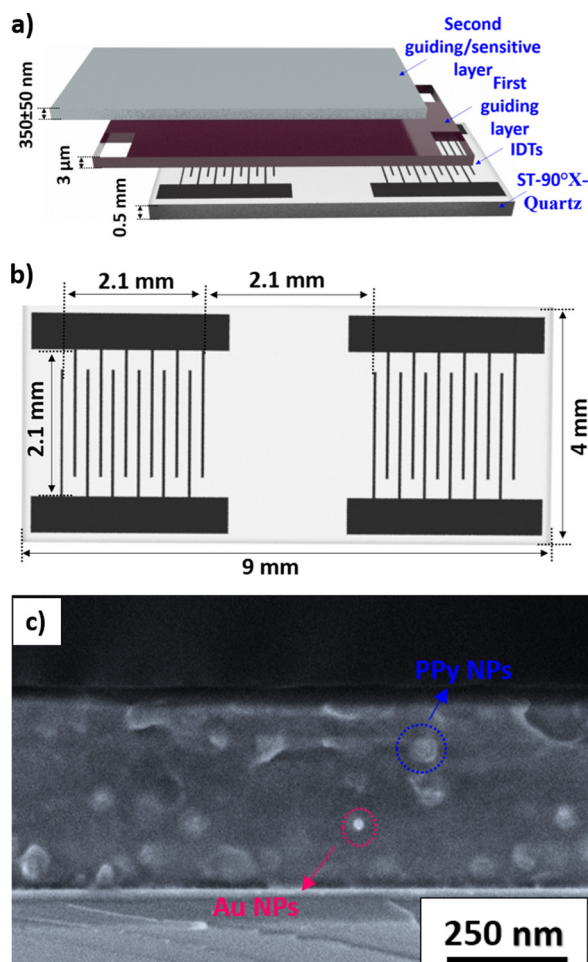 a)
Second
guiding/sensitive
layer
First
guiding
layer
IDTs
ST-90°X-
Quartz
350±50 nm
3 µm
0.5 mm
b)
2.1 mm
2.1 mm
2.1 mm
4 mm
9 mm
c)
PPy NPs
Au NPs
250 nm